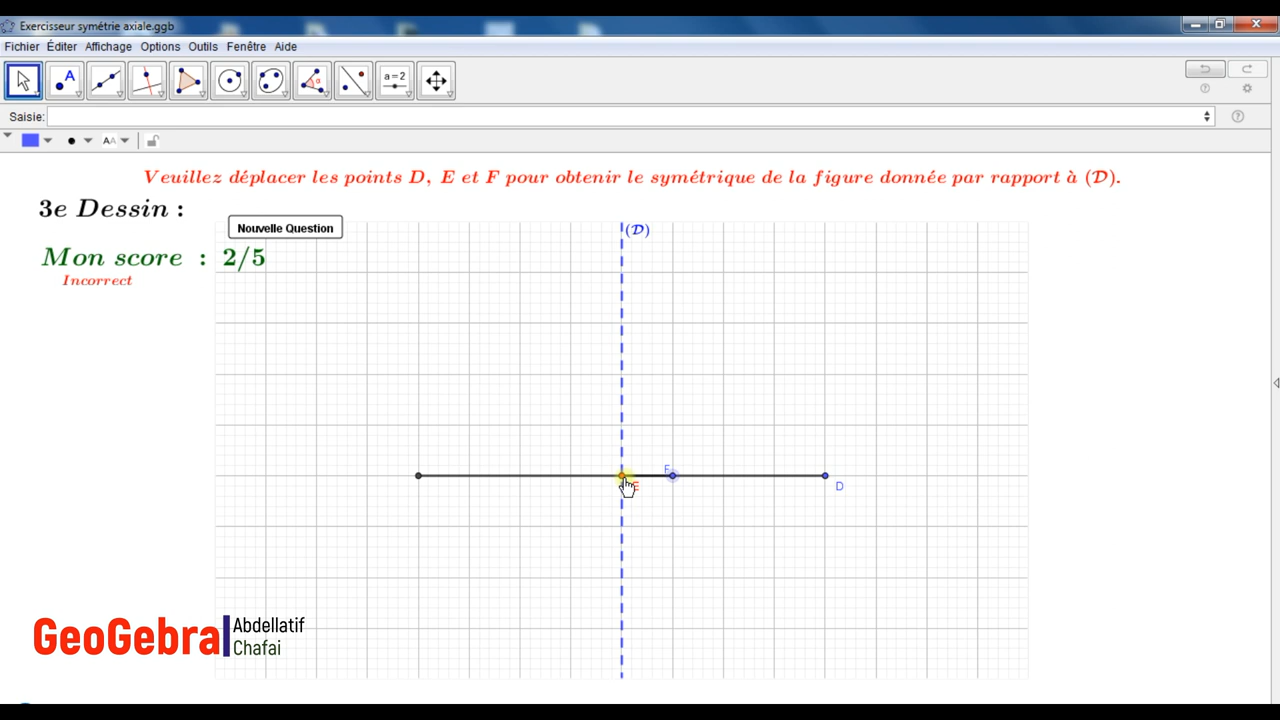 Exercisseur symétrie axiale.ggb
Fichier Éditer Affichage Options Outils Fenêtre Aide
A
α
a=2
Saisie:
AA
Veuillez déplacer les points D, E et F pour obtenir le symétrique de la figure donnée par rapport à (D).
3e Dessin :
Nouvelle Question
(D)
Mon score : 2/5
Incorrect
F
E
D
GeoGebra
Abdellatif
Chafai